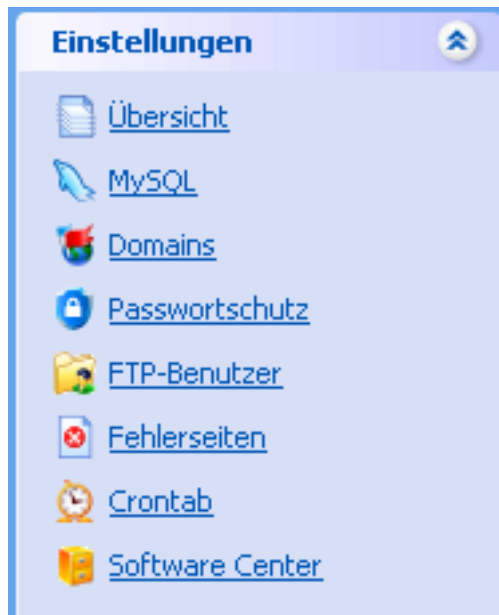 Einstellungen
Übersicht
MySQL
Domains
Passwortschutz
FTP-Benutzer
Fehlerseiten
Crontab
Software Center